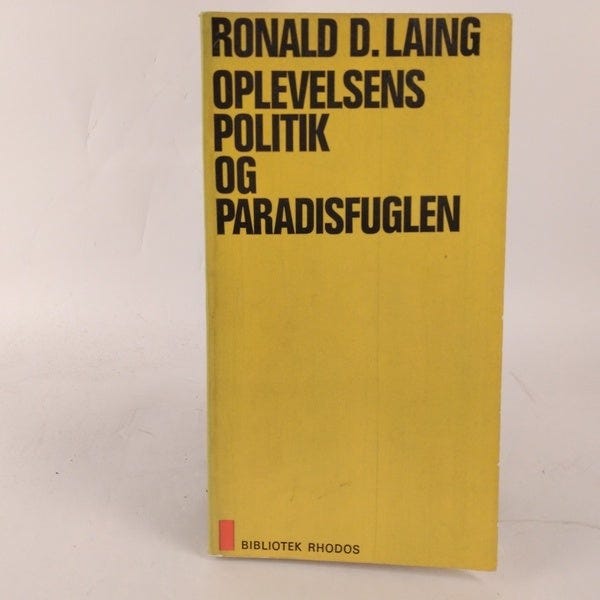 RONALD D. LAING
OPLEVELSENS
POLITIK
OG
PARADISFUGLEN
BIBLIOTEK RHODOS